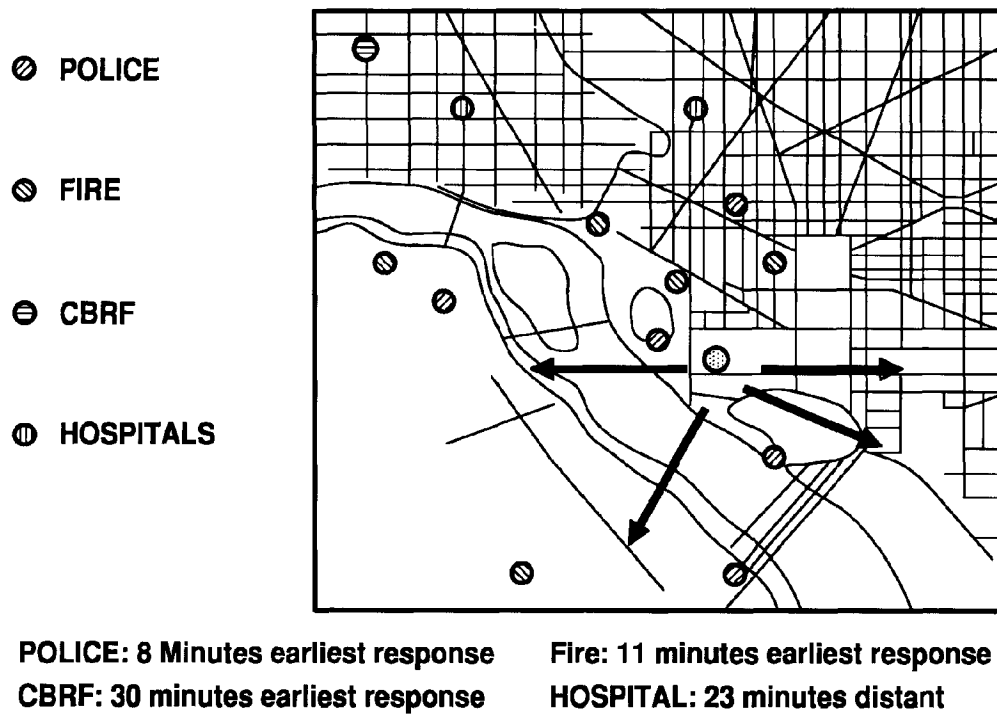 POLICE
FIRE
CBRF
HOSPITALS
POLICE: 8 Minutes earliest response
Fire: 11 minutes earliest response
CBRF: 30 minutes earliest response
HOSPITAL: 23 minutes distant